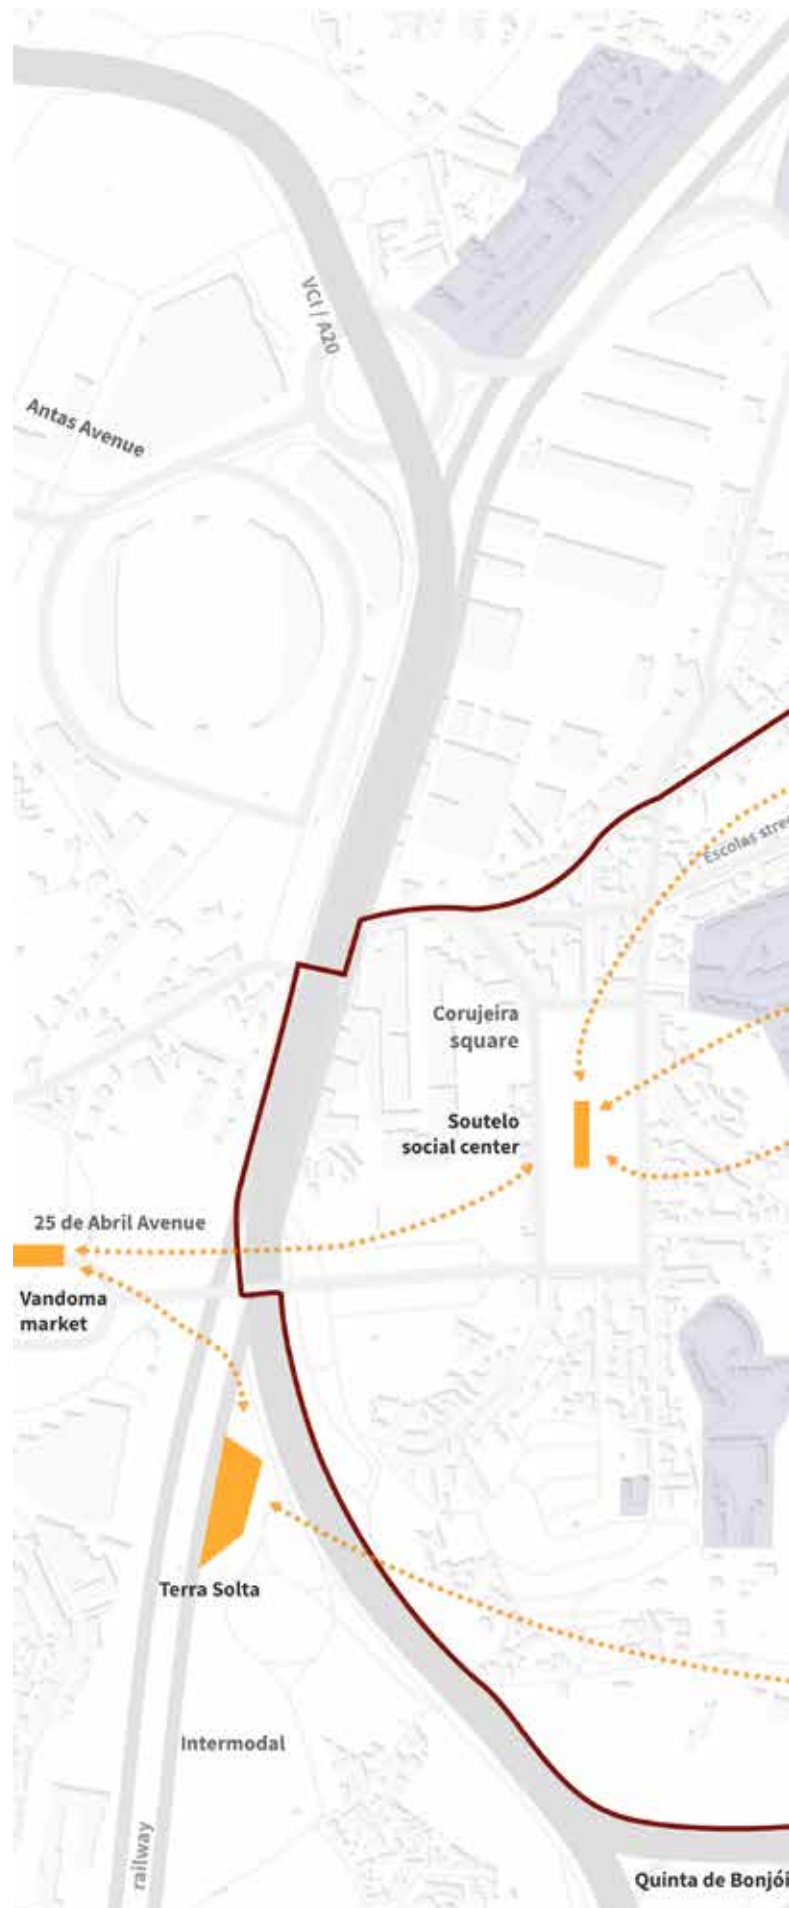 VCI / A20
Antas Avenue
Escolas stre
Corujeira
square
Soutelo
social center
25 de Abril Avenue
Vandoma
market
Terra Solta
Intermodal
railway
Quinta de Bonjói